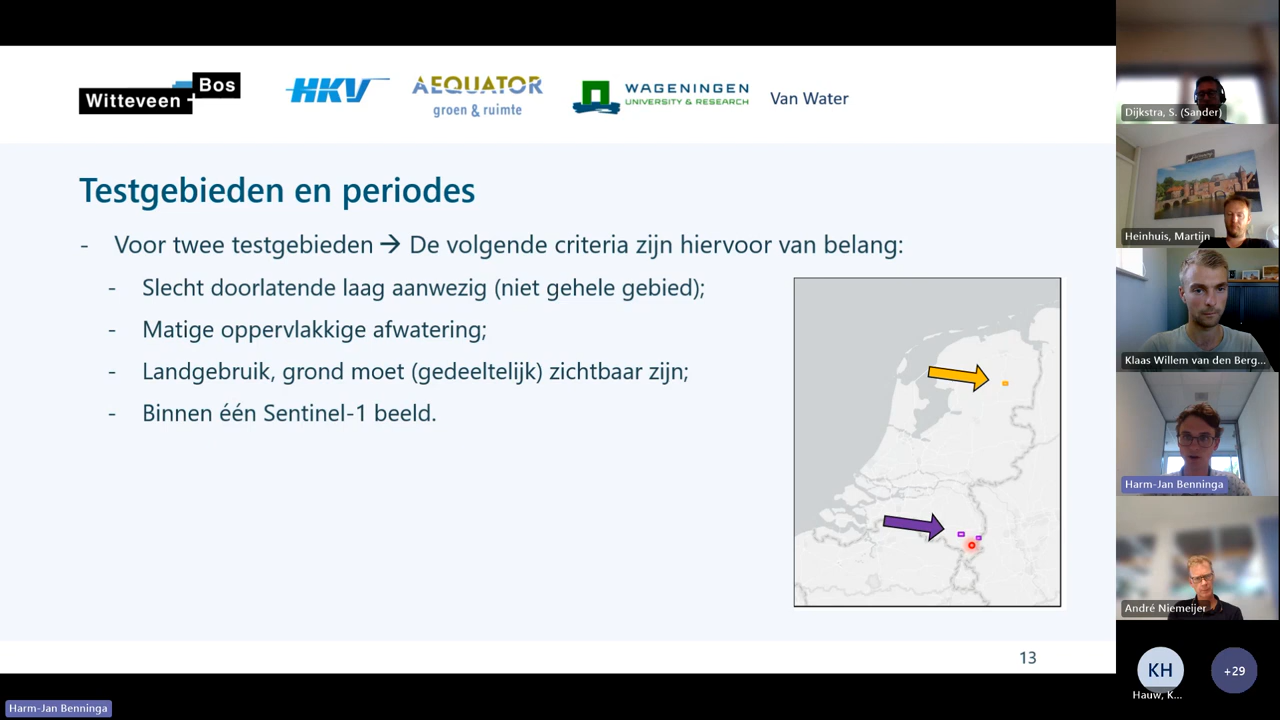 Witteveen + Bos
HKV
AEQUATOR
groen & ruimte
WAGENINGEN
UNIVERSITY & RESEARCH
Van Water
Testgebieden en periodes
- Voor twee testgebieden → De volgende criteria zijn hiervoor van belang:
- Slecht doorlatende laag aanwezig (niet gehele gebied);
- Matige oppervlakkige afwatering;
- Landgebruik, grond moet (gedeeltelijk) zichtbaar zijn;
- Binnen één Sentinel-1 beeld.
13
Harm-Jan Benninga
Dijkstra, S. (Sander)
Heinhuis, Martijn
Klaas Willem van den Berg...
Harm-Jan Benninga
André Niemeijer
KH
Hauw, K...
+29